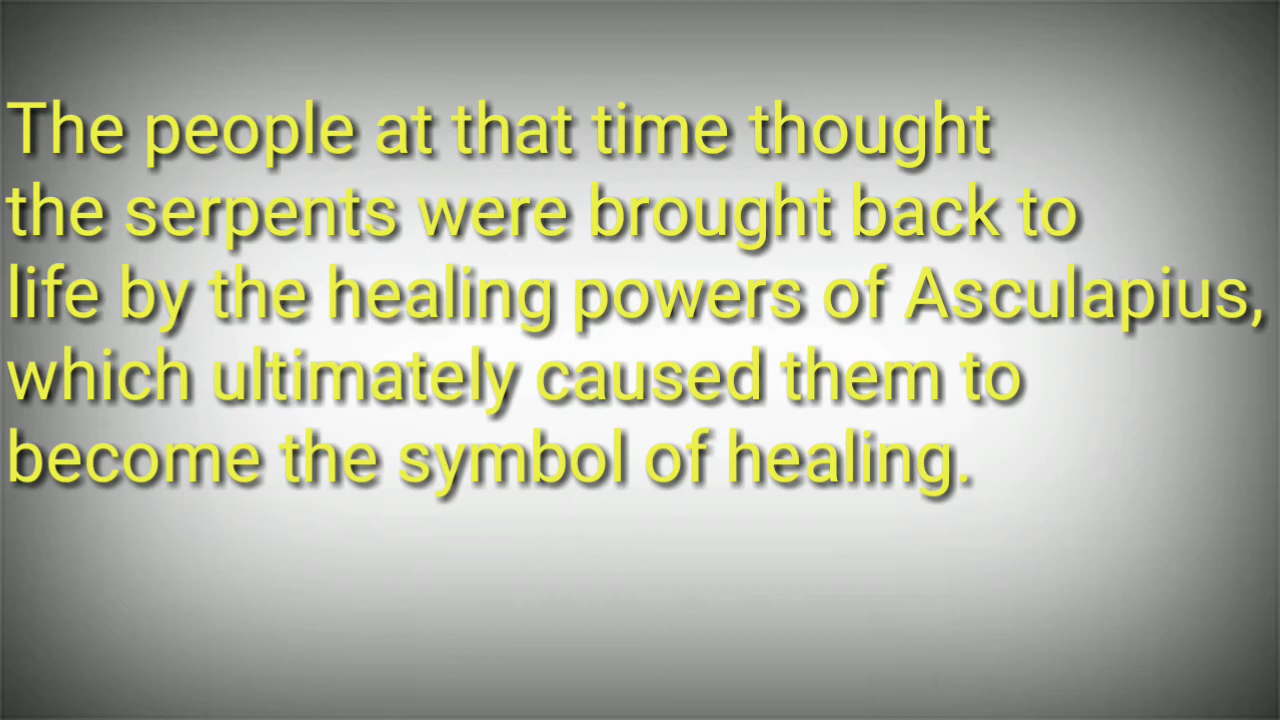 The people at that time thought
the serpents were brought back to
life by the healing powers of Asculapius,
which ultimately caused them to
become the symbol of healing.